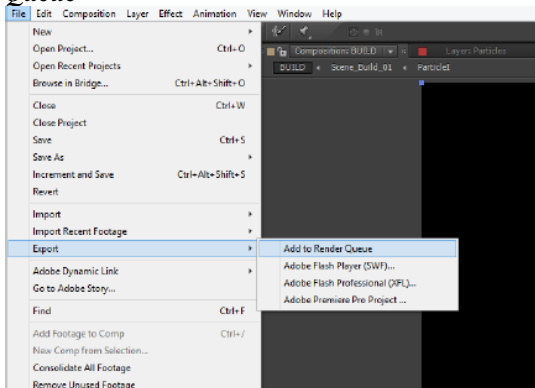 Queue
File Edit Composition Layer Effect Animation View Window Help
New
Open Project... Ctrl+O
Open Recent Projects
Browse in Bridge... Ctrl+Alt+Shift+O
Close Ctrl+W
Close Project
Save Ctrl+S
Save As
Increment and Save Ctrl+Alt+Shift+S
Revert
Import
Import Recent Footage
Export
Adobe Dynamic Link
Go to Adobe Story...
Find Ctrl+F
Add Footage to Comp Ctrl+/
New Comp from Selection...
Consolidate All Footage
Remove Unused Footage
Composition: BUILD
Layer: Particles
BUILD Scene_Build_01 Particle1
Add to Render Queue
Adobe Flash Player (SWF)...
Adobe Flash Professional (XFL)...
Adobe Premiere Pro Project ...